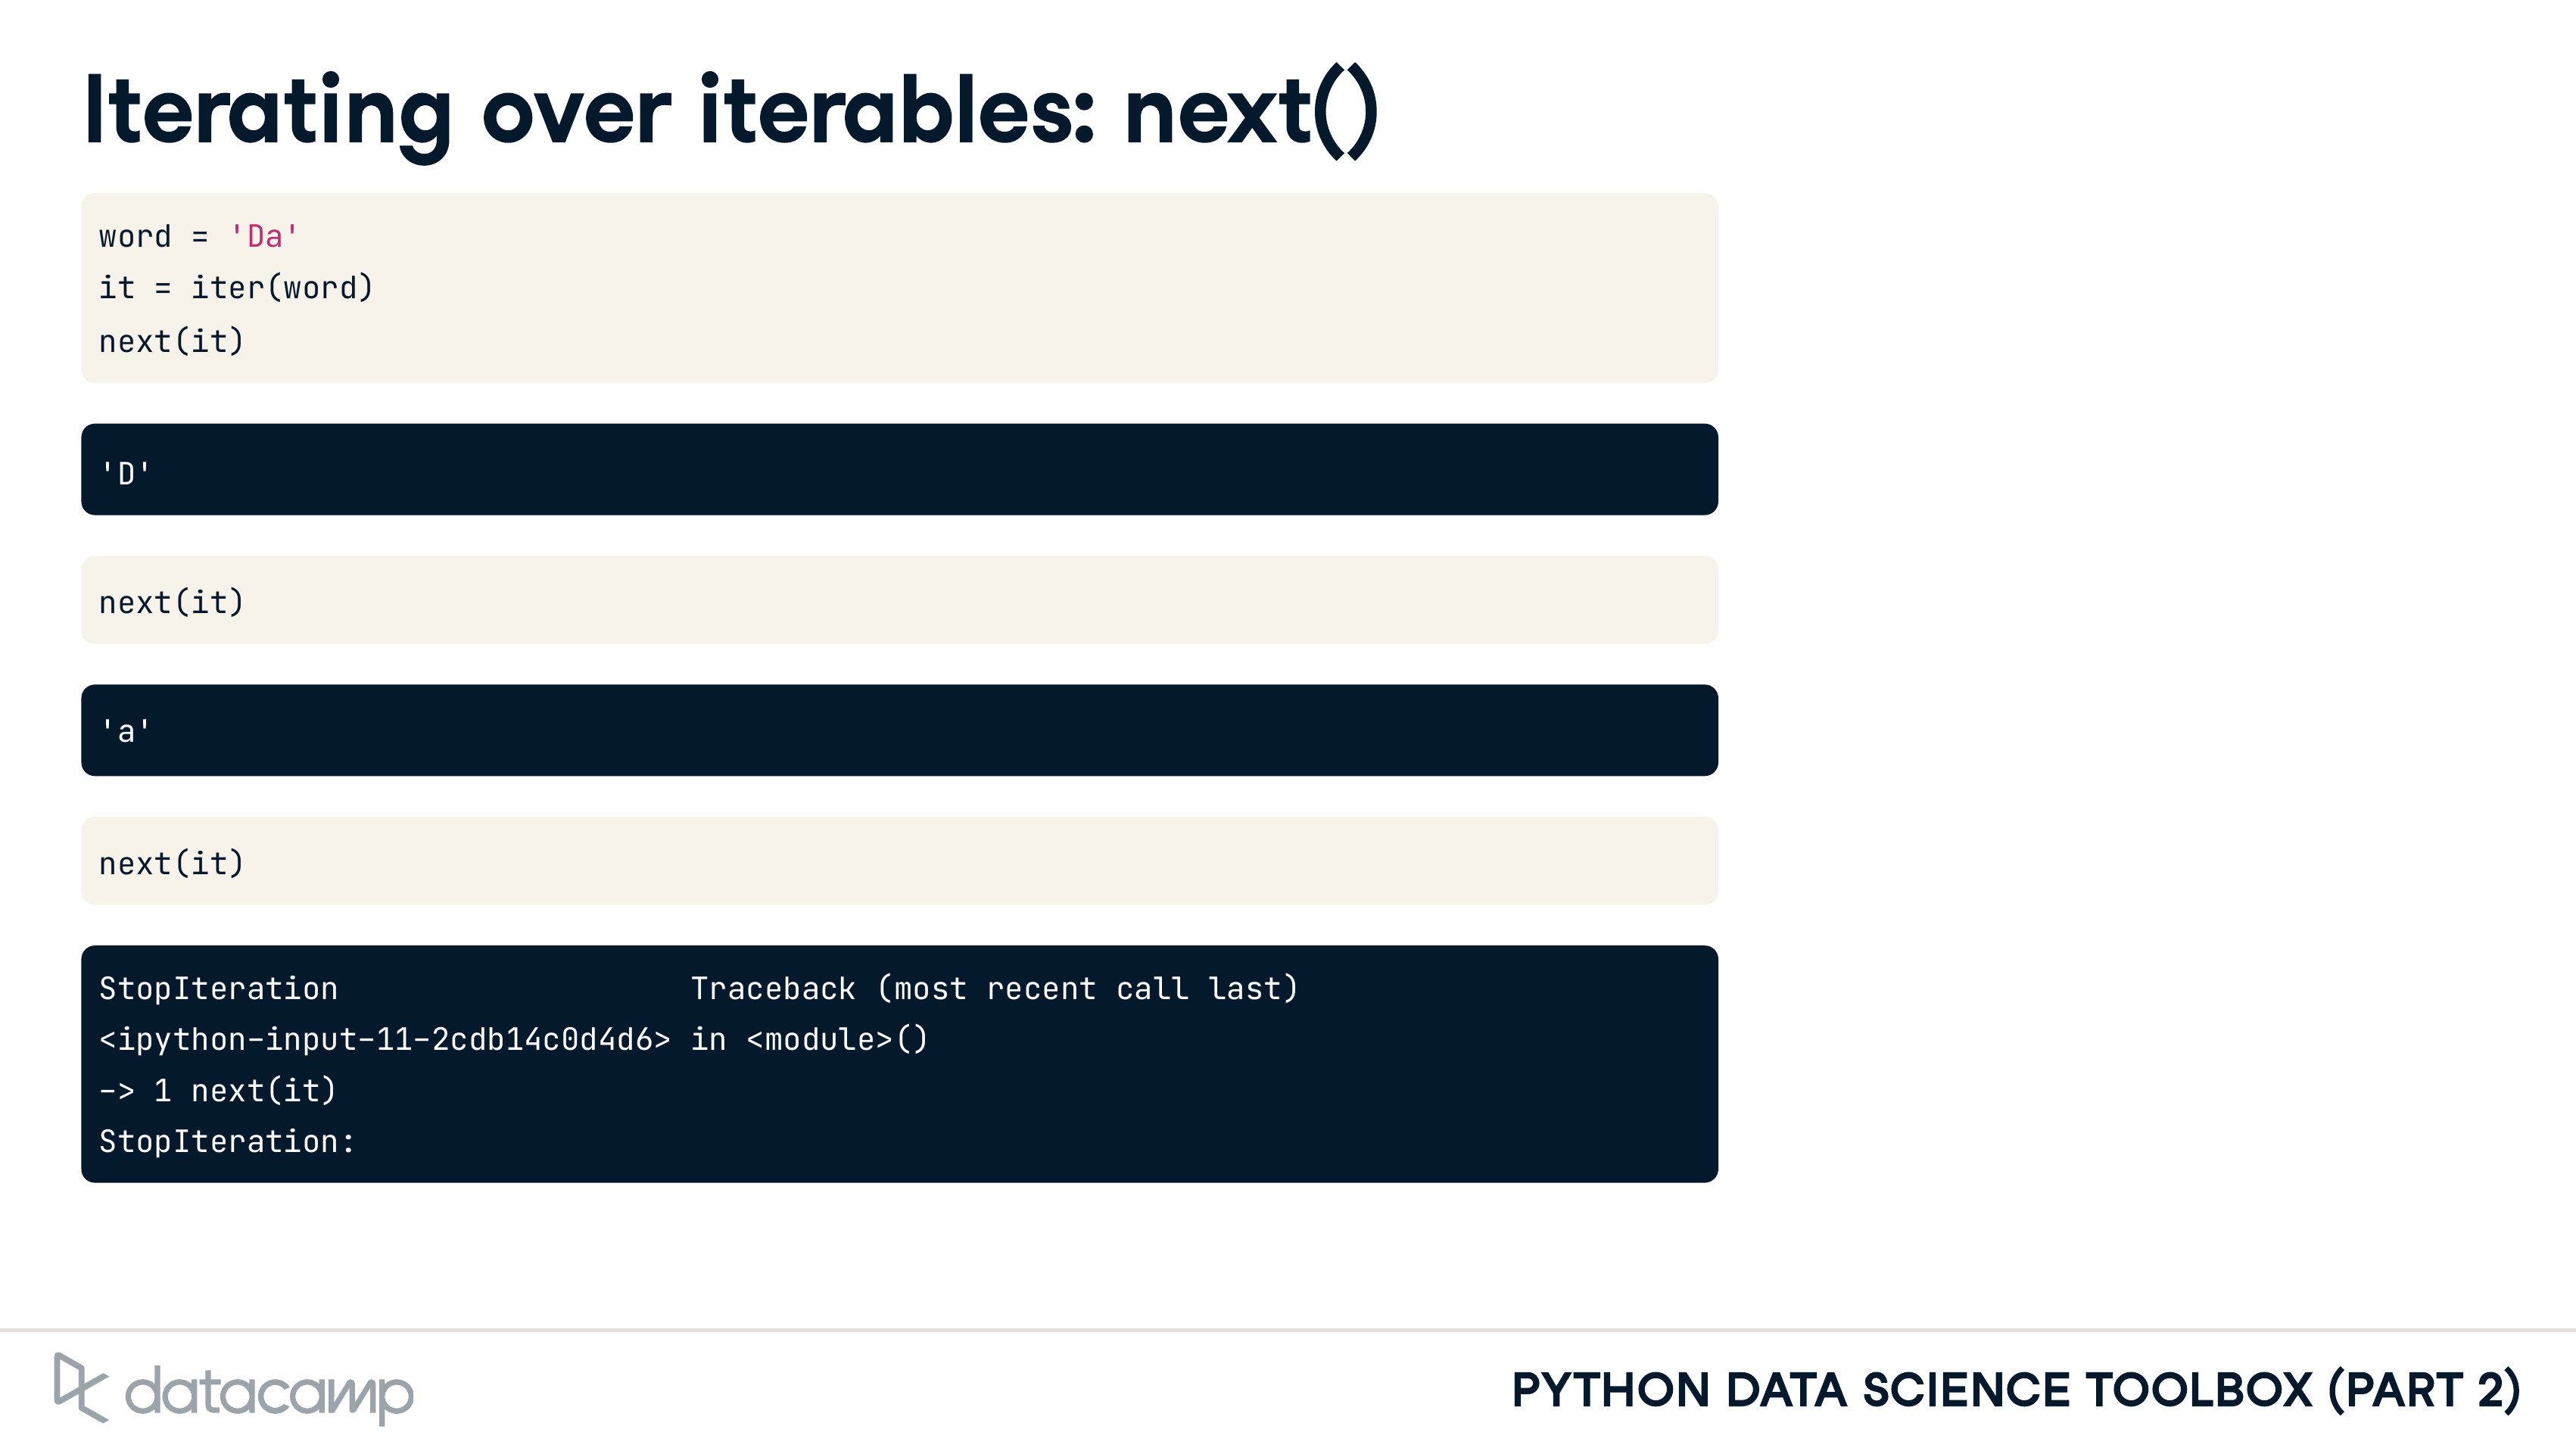 Iterating over iterables: next()
word = 'Da'
it = iter(word)
next(it)
'D'
next(it)
'a'
next(it)
StopIteration                   Traceback (most recent call last)
<ipython-input-11-2cdb14c0d4d6> in <module>()
-> 1 next(it)
StopIteration:
datacamp
PYTHON DATA SCIENCE TOOLBOX (PART 2)